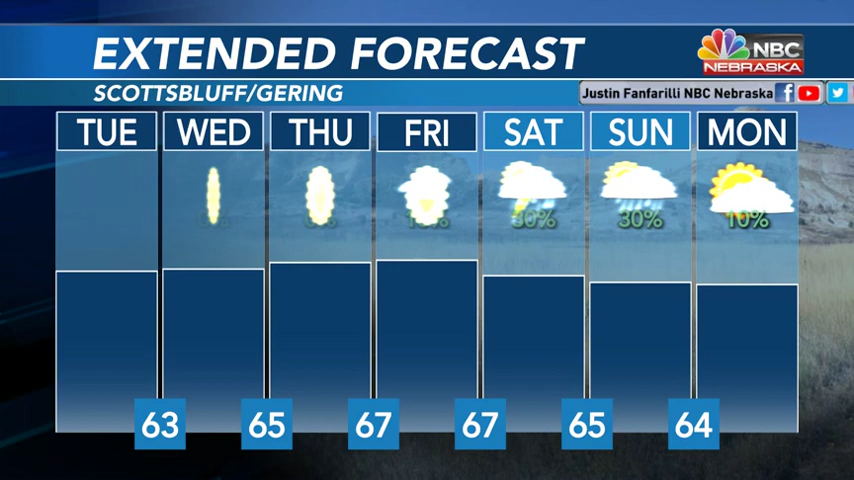 EXTENDED FORECAST
NBC
NEBRASKA
SCOTTSBLUFF/GERING
Justin Fanfarilli NBC Nebraska
TUE WED THU FRI SAT SUN MON
30% 30% 10%
63 65 67 67 65 64